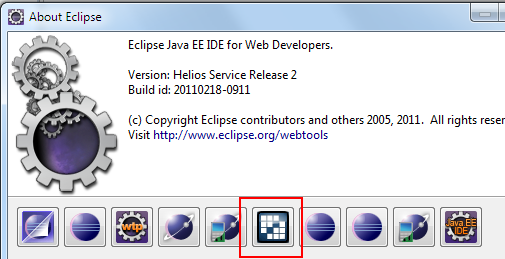 About Eclipse
Eclipse Java EE IDE for Web Developers.
Version: Helios Service Release 2
Build id: 20110218-0911
(c) Copyright Eclipse contributors and others 2005, 2011.  All rights reser
Visit http://www.eclipse.org/webtools
wtp
Java EE
IDE